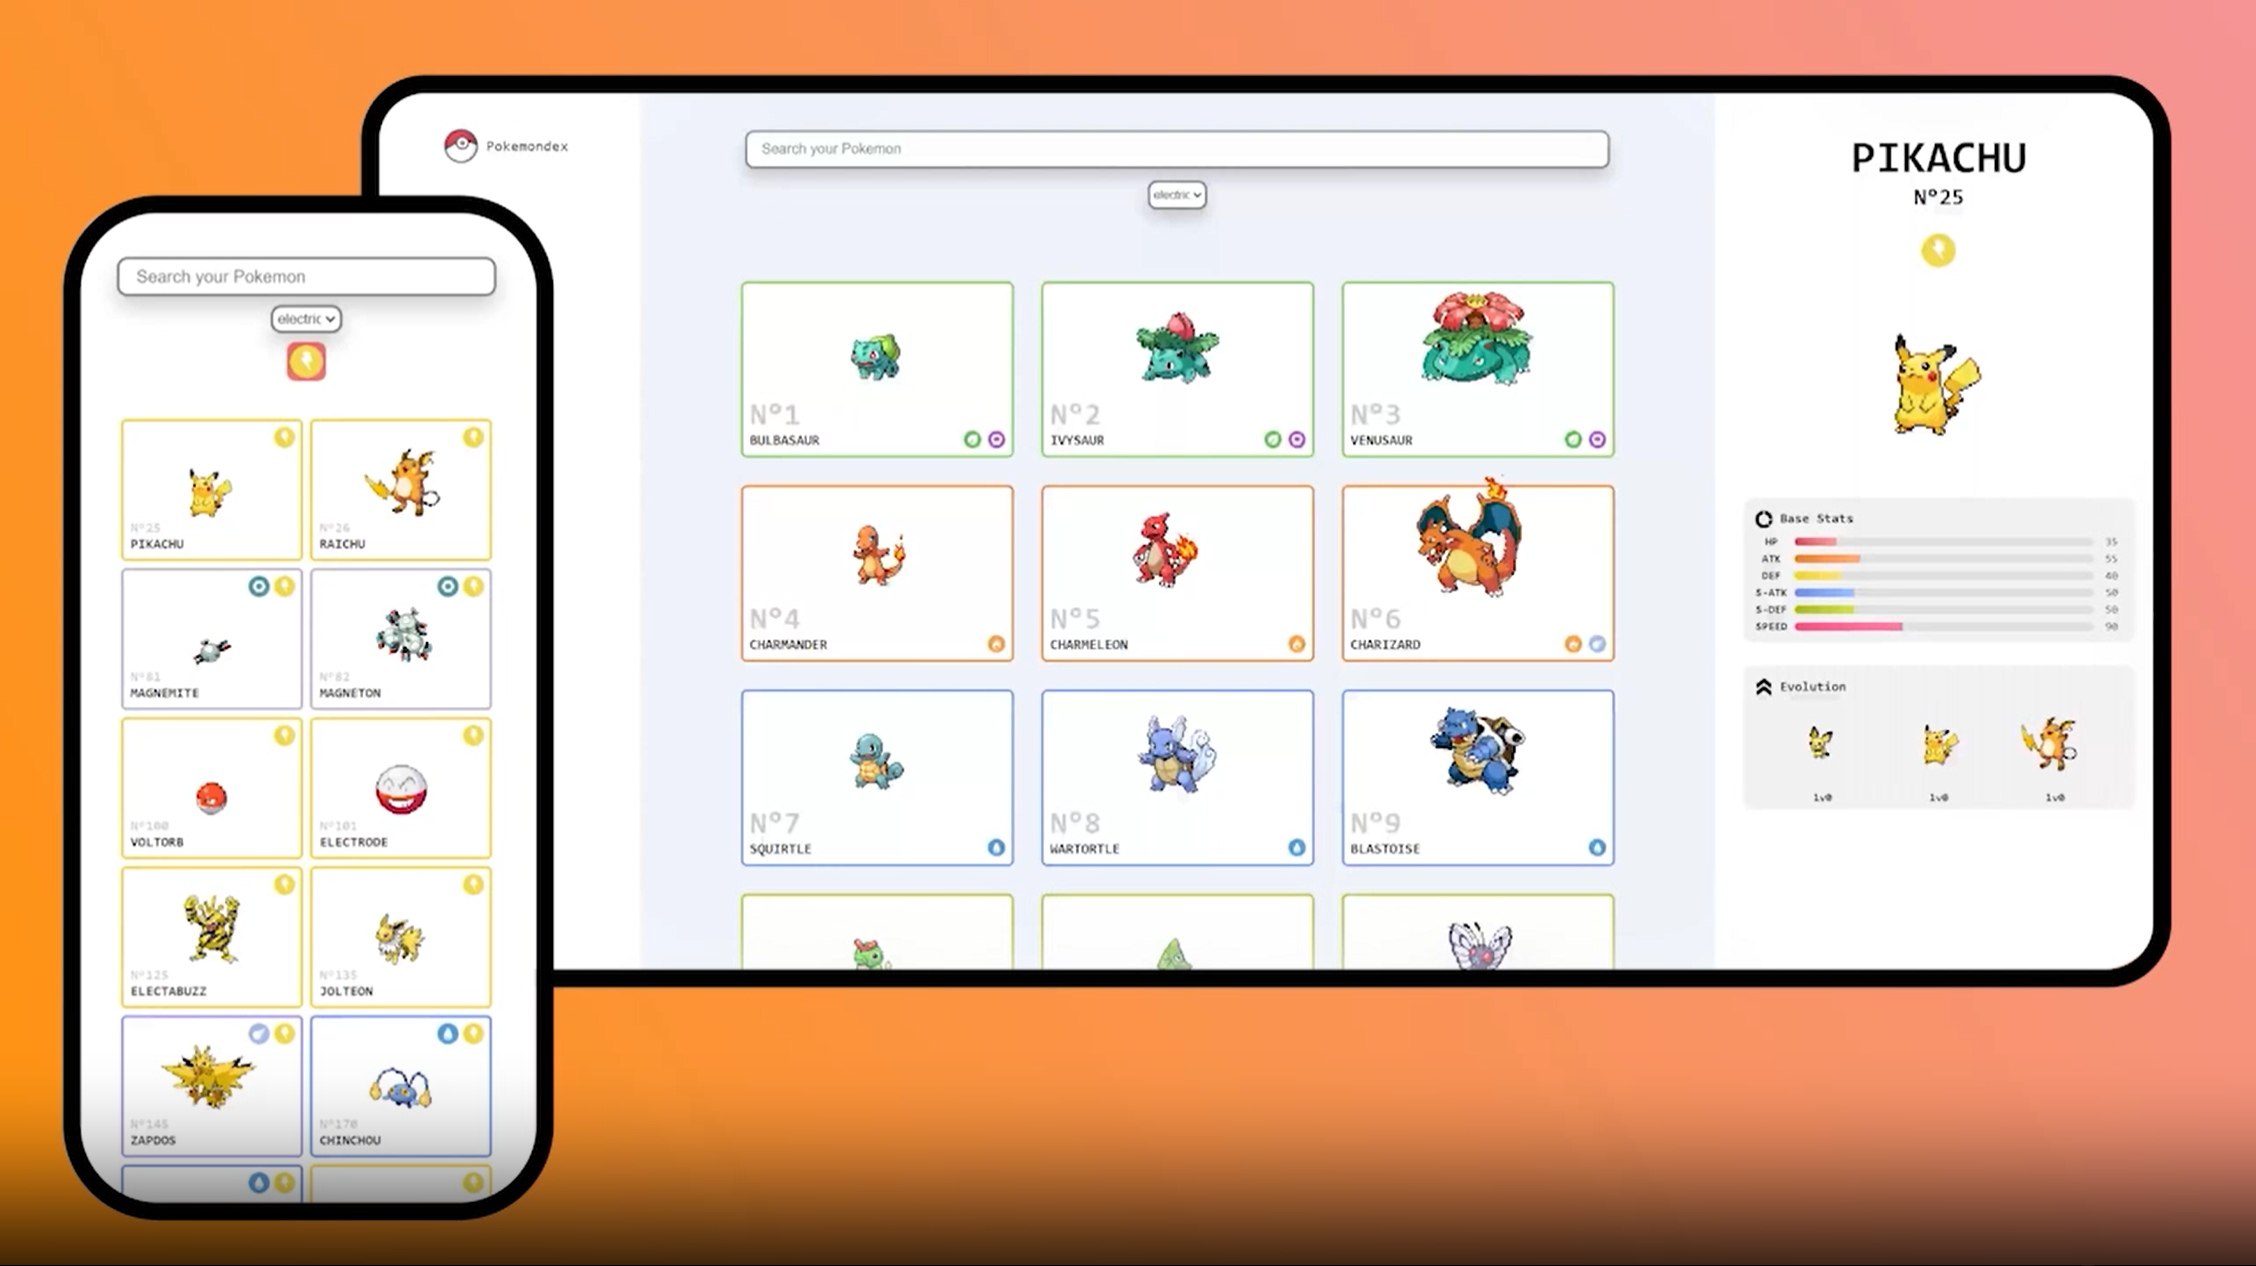 Pokemondex
Search your Pokemon
electric
N°1
BULBASAUR
N°2
IVYSAUR
N°3
VENUSAUR
N°4
CHARMANDER
N°5
CHARMELEON
N°6
CHARIZARD
N°7
SQUIRTLE
N°8
WARTORTLE
N°9
BLASTOISE
PIKACHU
N°25
Base Stats
HP 35
ATK 55
DEF 40
S-ATK 50
S-DEF 50
SPEED 90
Evolution
lv0
lv0
lv0
Search your Pokemon
electric
N°25
PIKACHU
N°26
RAICHU
N°81
MAGNEMITE
N°82
MAGNETON
N°100
VOLTORB
N°101
ELECTRODE
N°125
ELECTABUZZ
N°135
JOLTEON
N°145
ZAPDOS
N°170
CHINCHOU